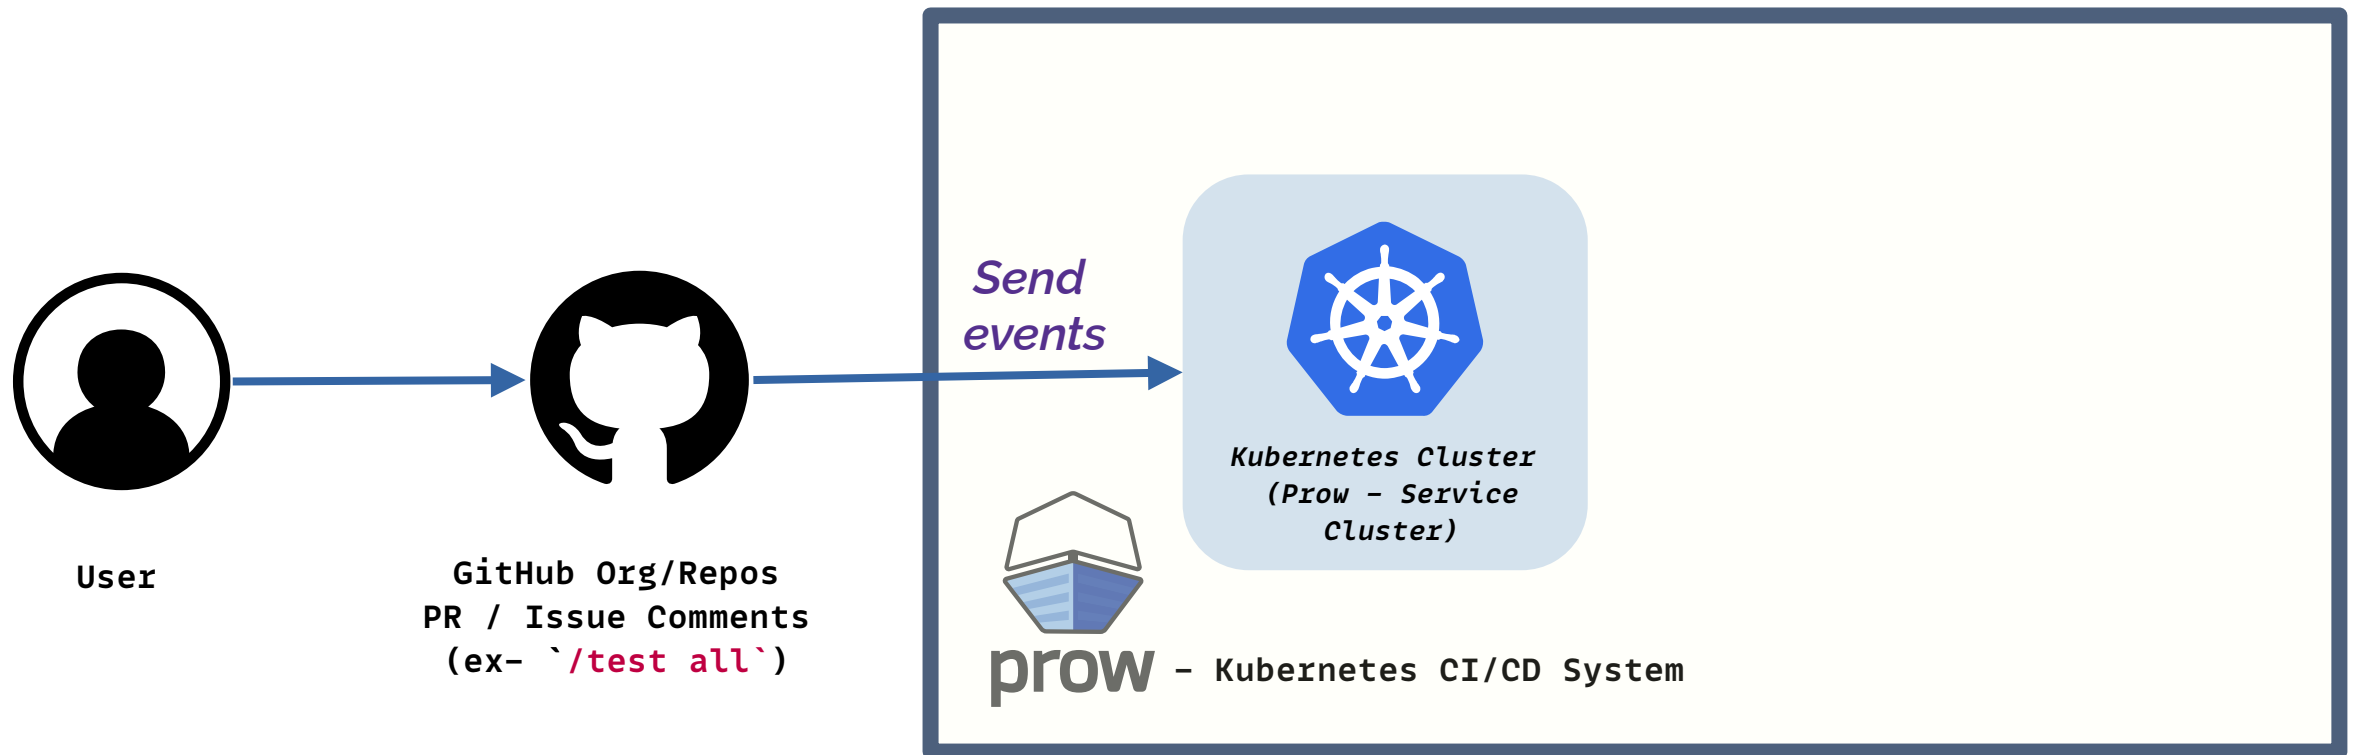 User
GitHub Org/Repos
PR / Issue Comments
(ex- `/test all`)
Send
events
Kubernetes Cluster
(Prow - Service
Cluster)
prow - Kubernetes CI/CD System